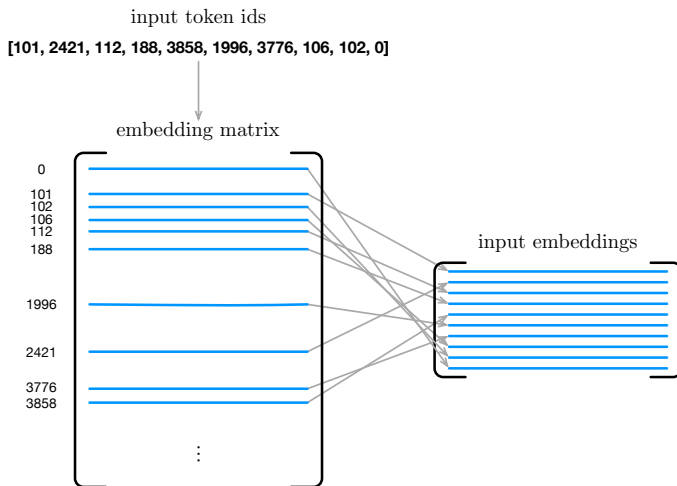 input token ids
[101, 2421, 112, 188, 3858, 1996, 3776, 106, 102, 0]
embedding matrix
0
101
102
106
112
188
input embeddings
1996
2421
3776
3858
⋮